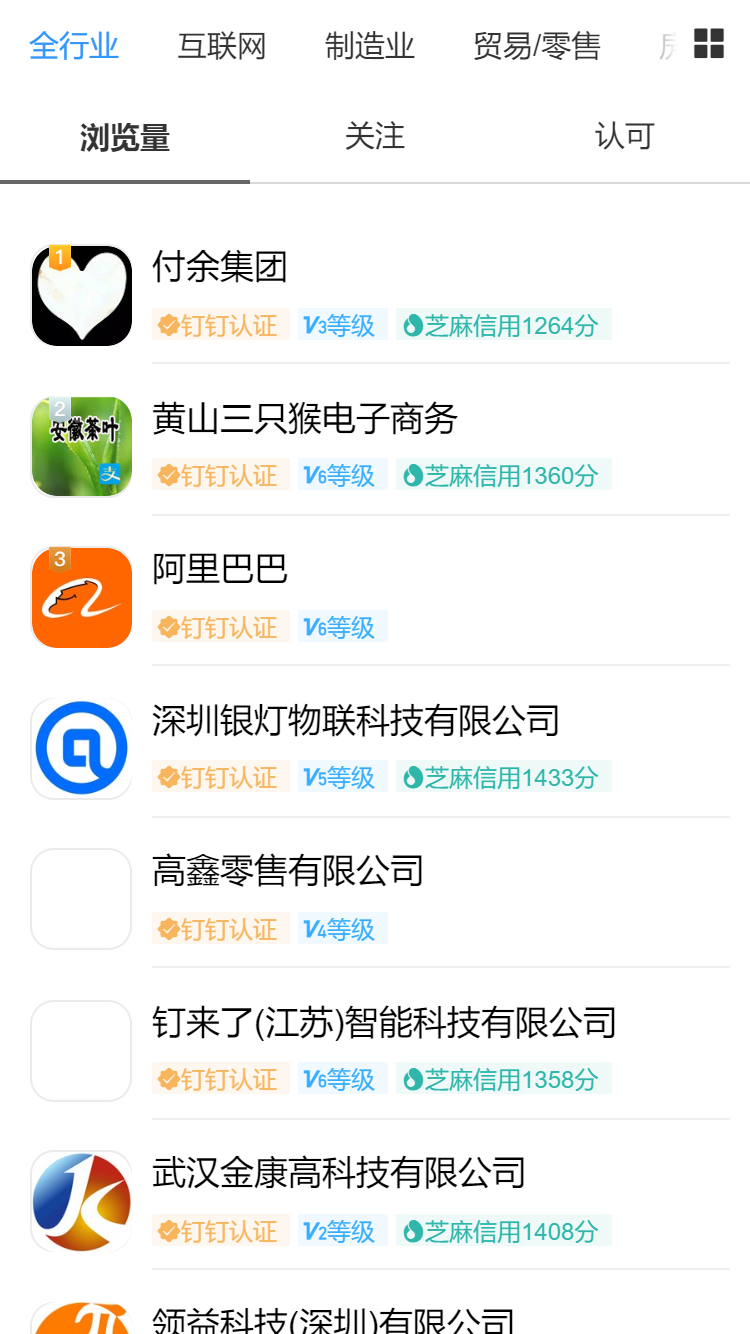 全行业 互联网 制造业 贸易/零售
浏览量 关注 认可
1
付余集团
钉钉认证 V3等级 芝麻信用1264分
2
安徽茶叶
支
黄山三只猴电子商务
钉钉认证 V6等级 芝麻信用1360分
3
阿里巴巴
钉钉认证 V6等级
深圳银灯物联科技有限公司
钉钉认证 V5等级 芝麻信用1433分
高鑫零售有限公司
钉钉认证 V4等级
钉来了(江苏)智能科技有限公司
钉钉认证 V6等级 芝麻信用1358分
武汉金康高科技有限公司
钉钉认证 V2等级 芝麻信用1408分
领益科技(深圳)有限公司